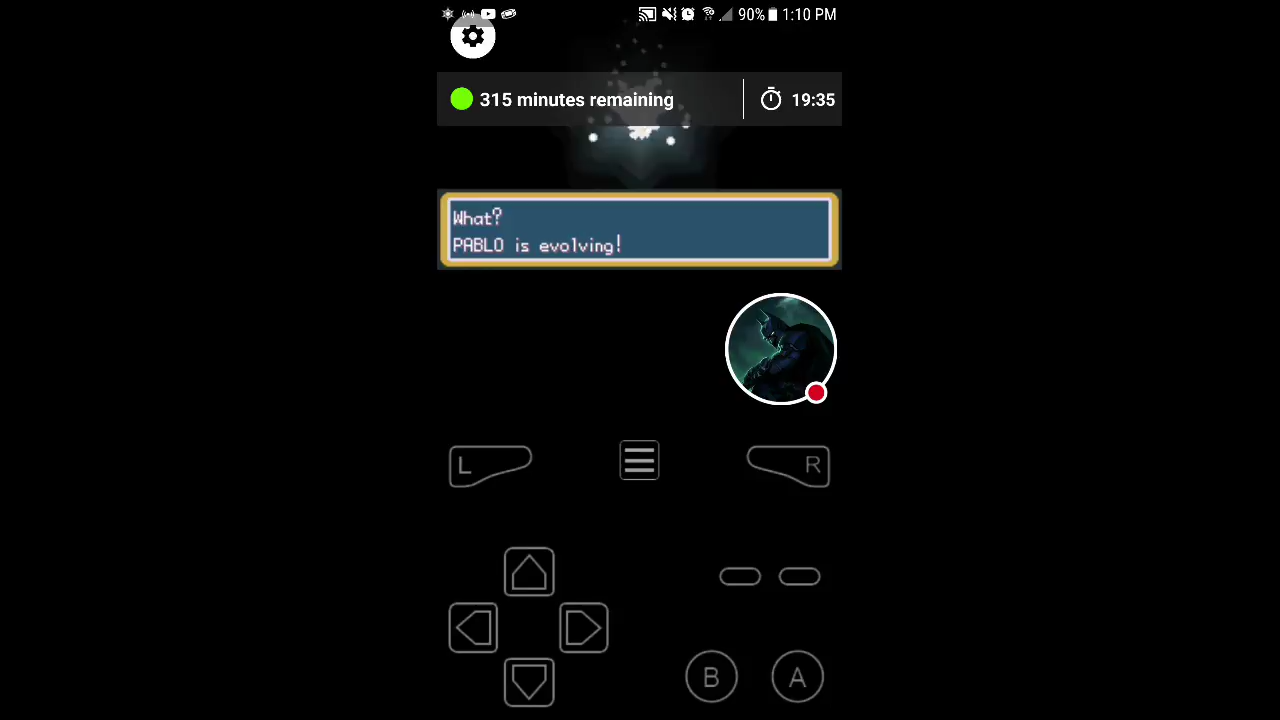 90% 1:10 PM
315 minutes remaining 19:35
What?
PABLO is evolving!
L R
B A